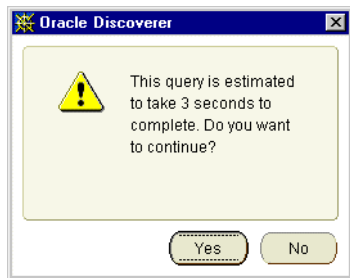 Oracle Discoverer
This query is estimated
to take 3 seconds to
complete. Do you want
to continue?
Yes
No